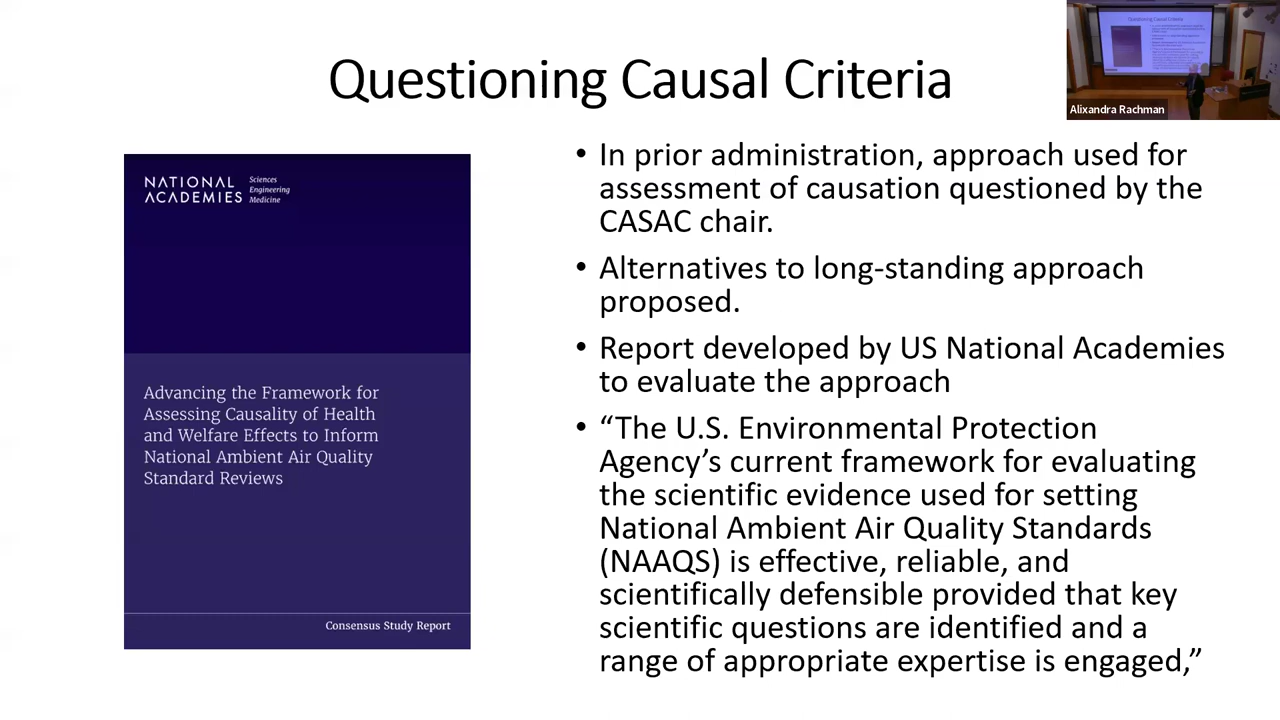 Questioning Causal Criteria
Alixandra Rachman
Questioning Causal Criteria
NATIONAL ACADEMIES
Sciences
Engineering
Medicine
Advancing the Framework for
Assessing Causality of Health
and Welfare Effects to Inform
National Ambient Air Quality
Standard Reviews
Consensus Study Report
• In prior administration, approach used for
assessment of causation questioned by the
CASAC chair.
• Alternatives to long-standing approach
proposed.
• Report developed by US National Academies
to evaluate the approach
• “The U.S. Environmental Protection
Agency’s current framework for evaluating
the scientific evidence used for setting
National Ambient Air Quality Standards
(NAAQS) is effective, reliable, and
scientifically defensible provided that key
scientific questions are identified and a
range of appropriate expertise is engaged,”